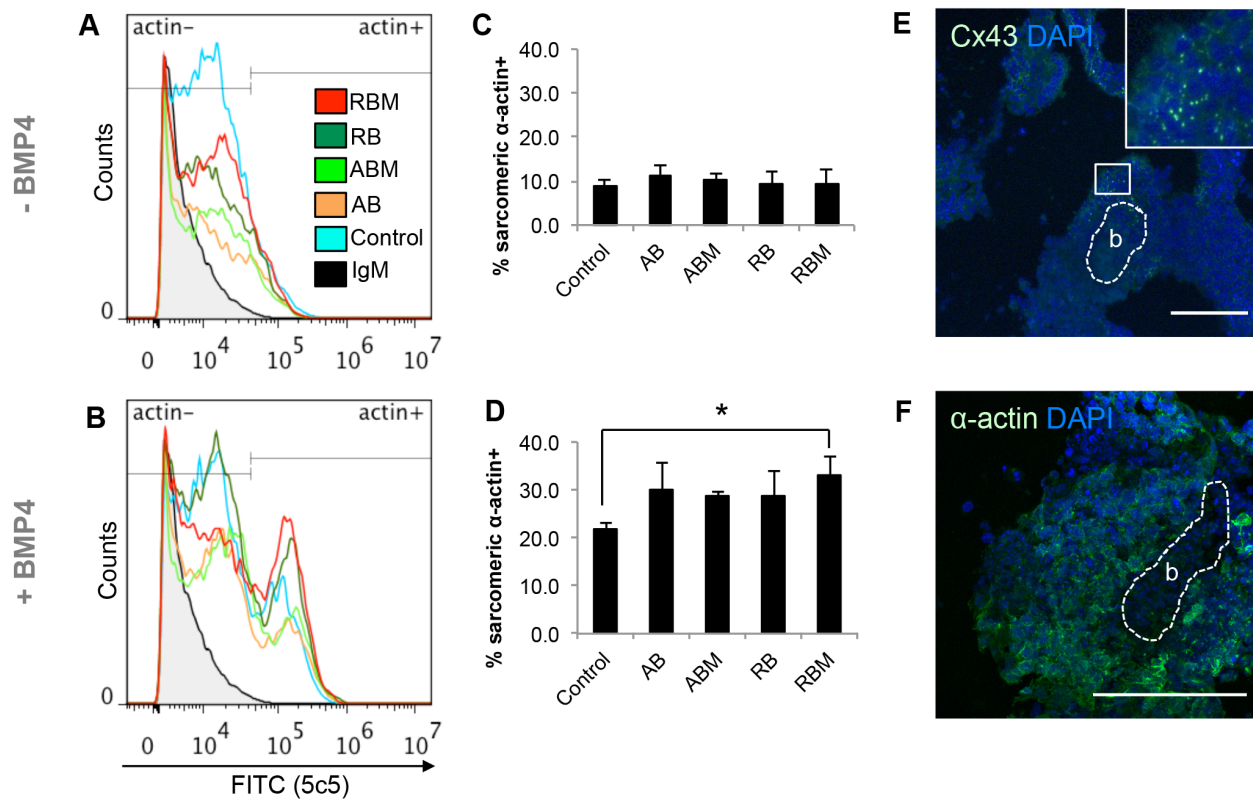 - BMP4
A
actin- actin+
Counts
RBM
RB
ABM
AB
Control
IgM
0
0 10^4 10^5 10^6 10^7
C
% sarcomeric α-actin+
40.0
30.0
20.0
10.0
0.0
Control AB ABM RB RBM
E
Cx43 DAPI
b
+ BMP4
B
actin- actin+
Counts
0
0 10^4 10^5 10^6 10^7
FITC (5c5)
D
*
% sarcomeric α-actin+
40.0
30.0
20.0
10.0
0.0
Control AB ABM RB RBM
F
α-actin DAPI
b